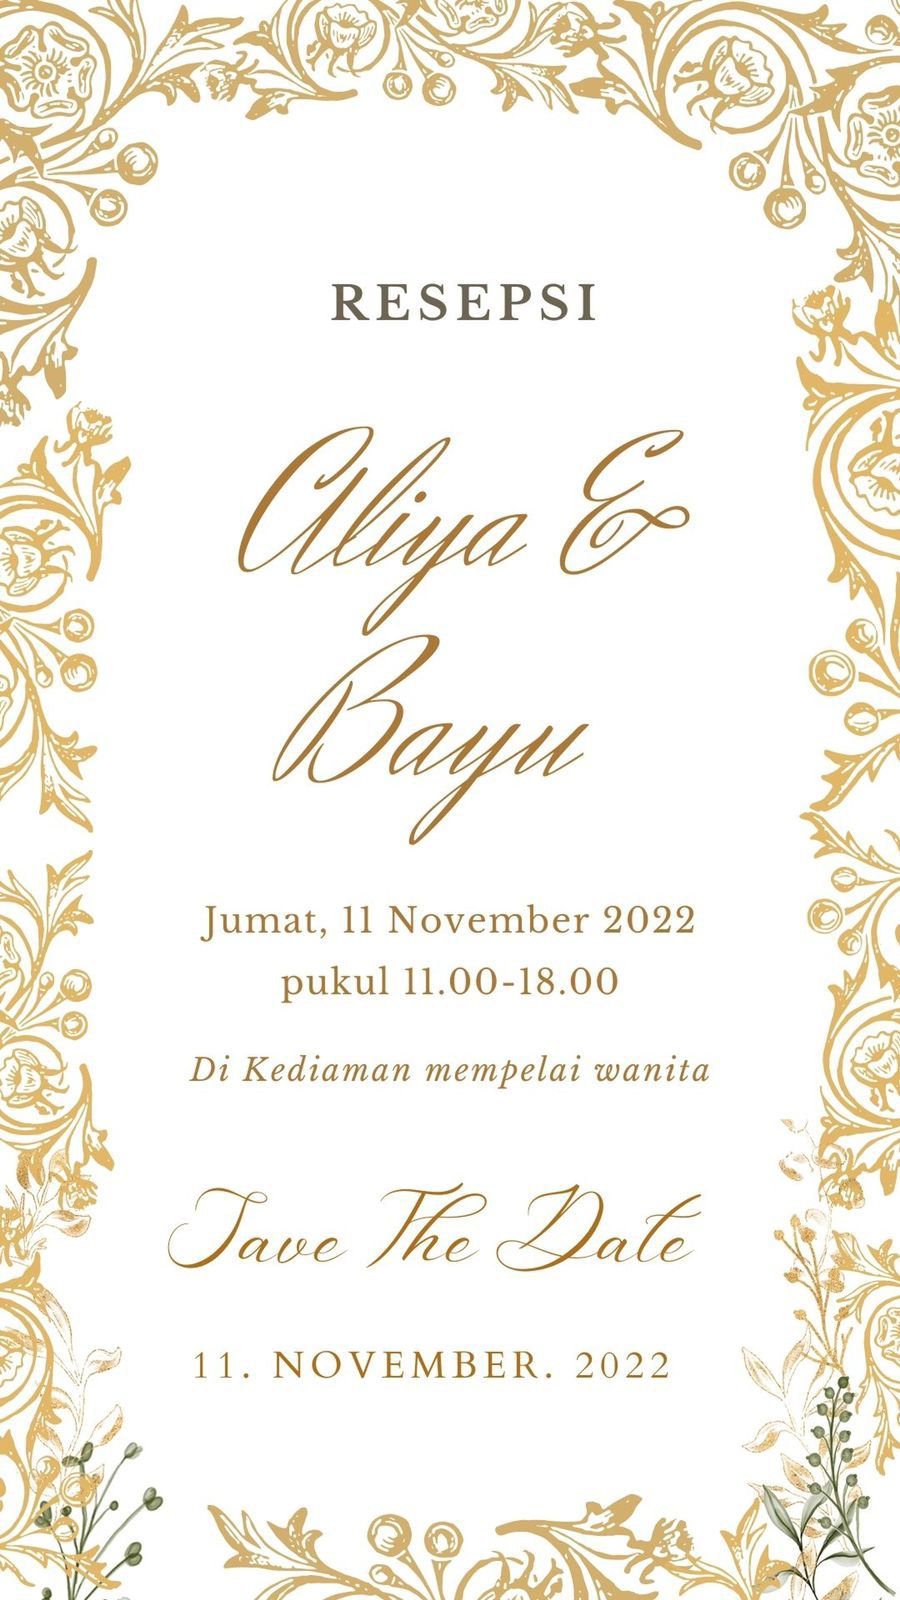 RESEPSI
Aliya &
Bayu
Jumat, 11 November 2022
pukul 11.00-18.00
Di Kediaman mempelai wanita
Save The Date
11. NOVEMBER. 2022